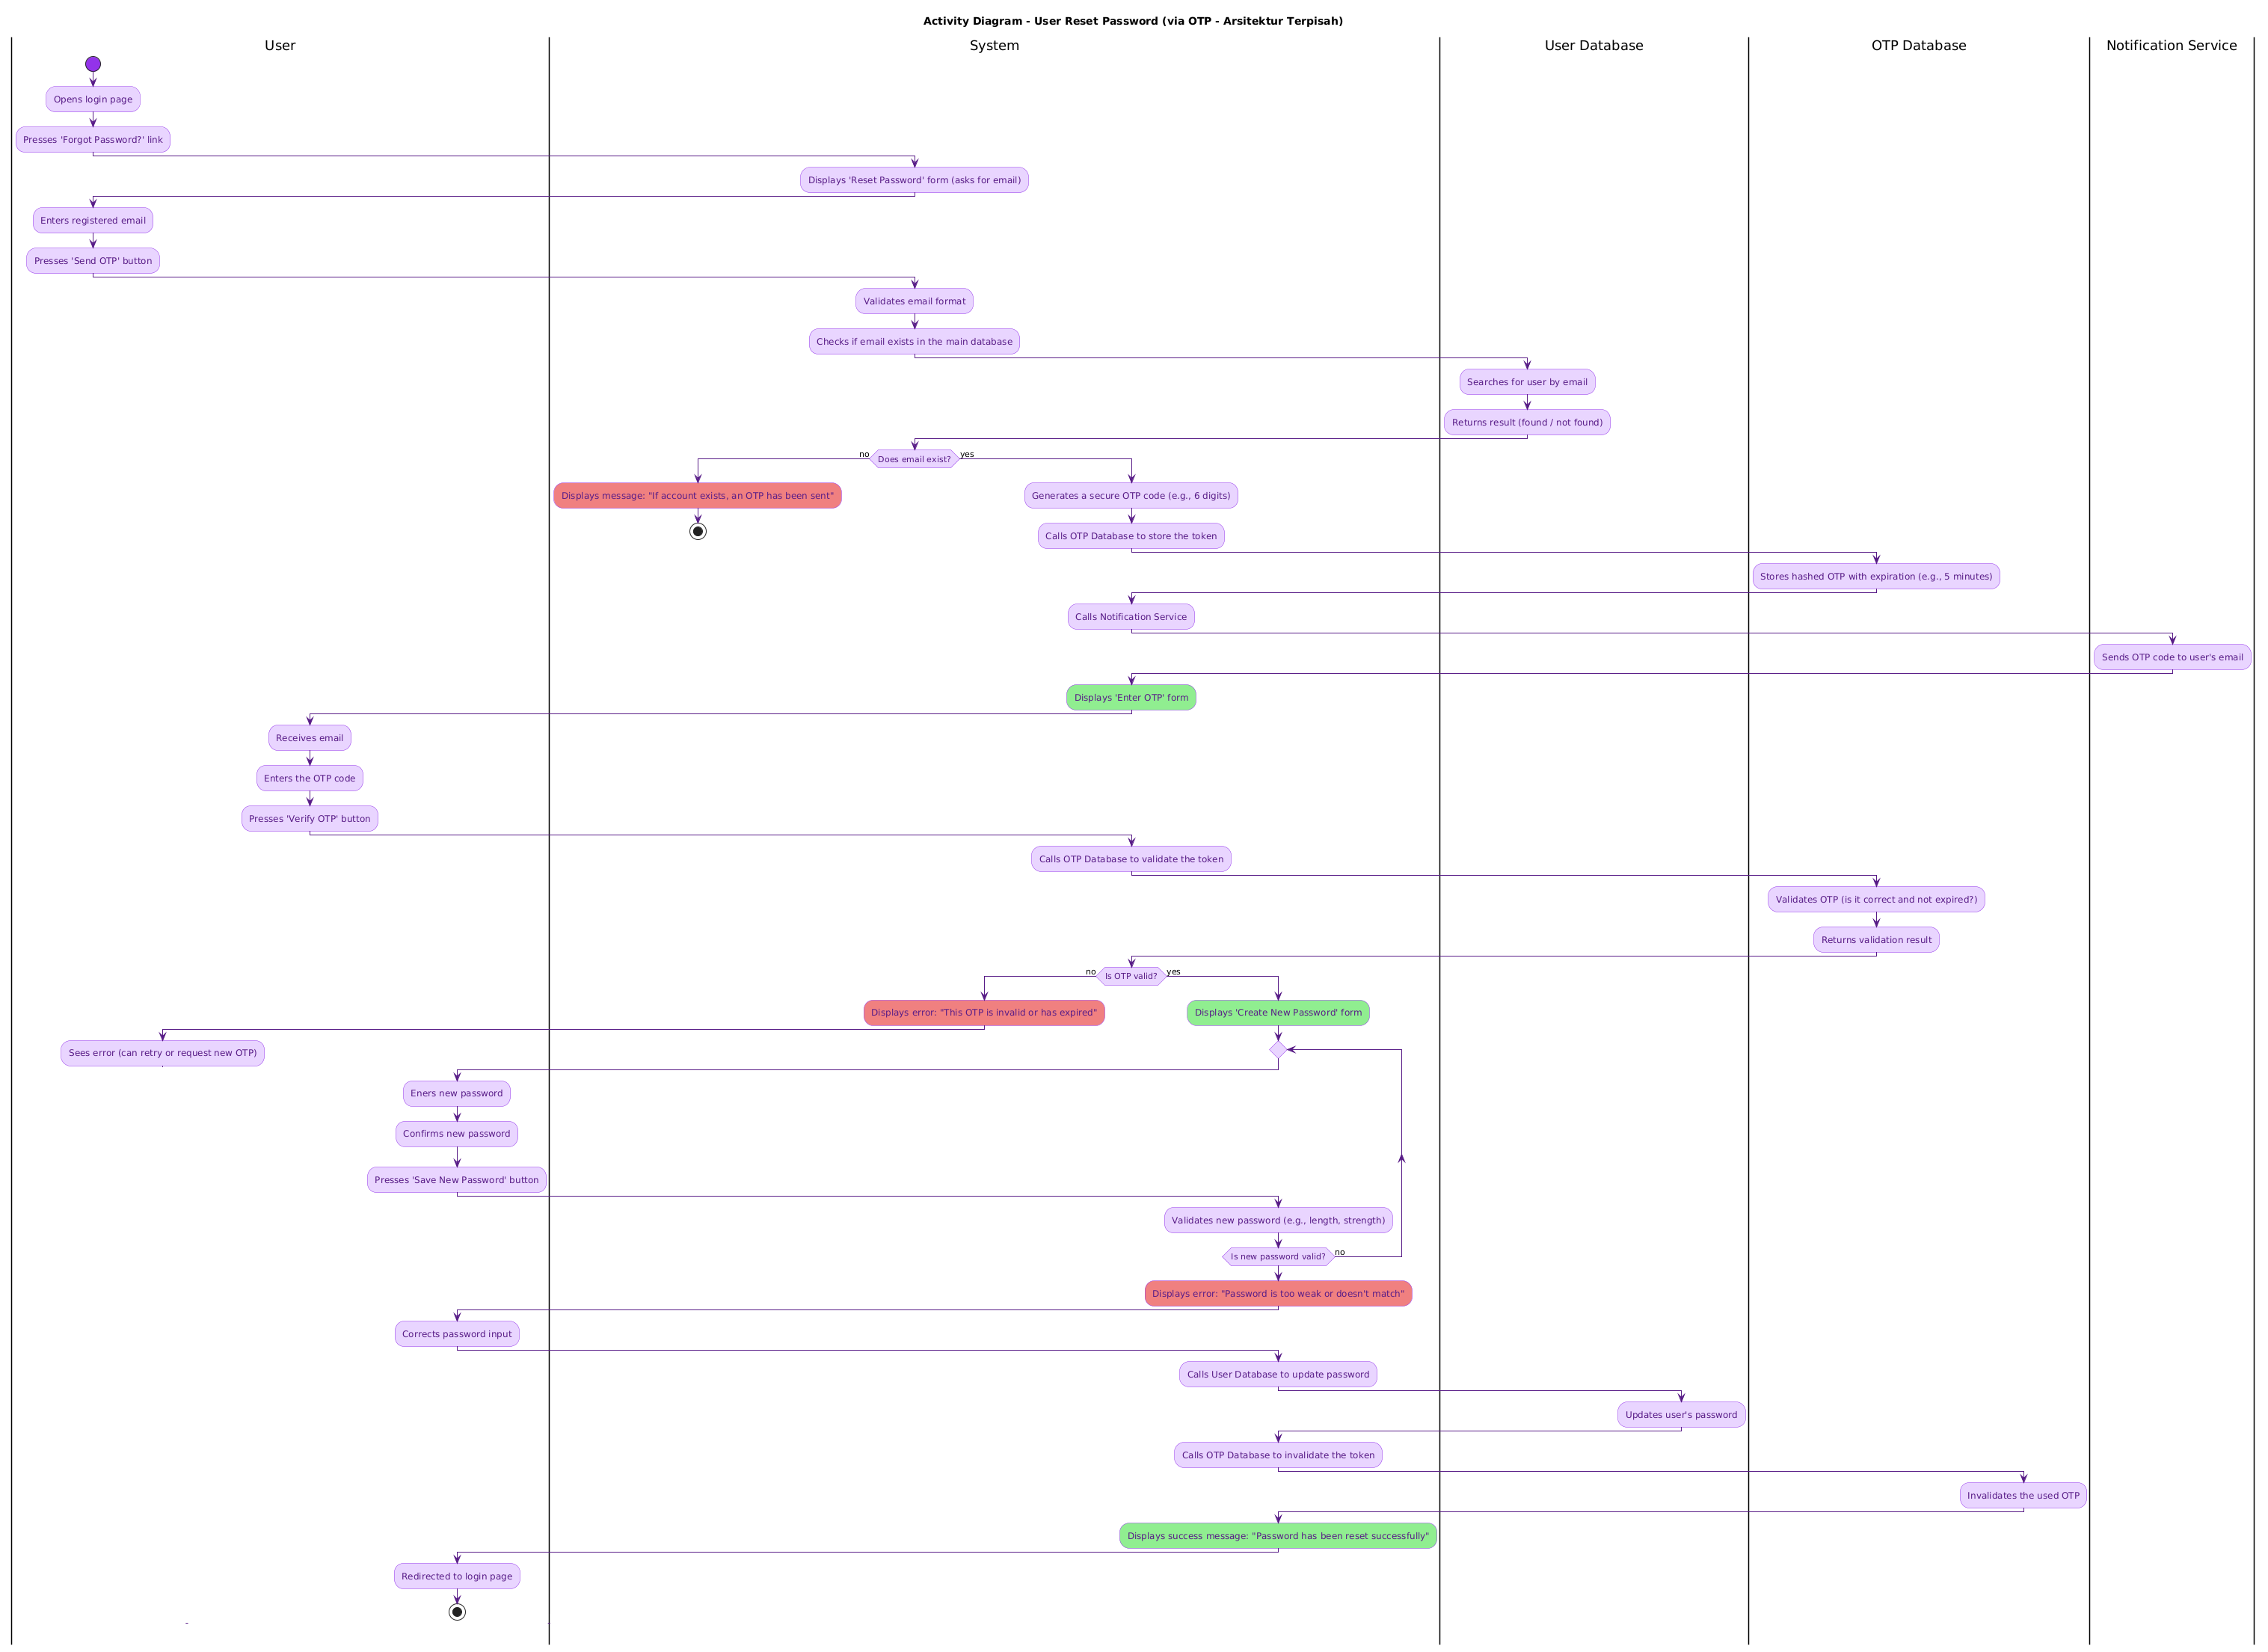 Activity Diagram - User Reset Password (via OTP - Arsitektur Terpisah)
User
System
User Database
OTP Database
Notification Service
Opens login page
Presses 'Forgot Password?' link
Displays 'Reset Password' form (asks for email)
Enters registered email
Presses 'Send OTP' button
Validates email format
Checks if email exists in the main database
Searches for user by email
Returns result (found / not found)
no
Does email exist?
yes
Displays message: "If account exists, an OTP has been sent"
Generates a secure OTP code (e.g., 6 digits)
Calls OTP Database to store the token
Stores hashed OTP with expiration (e.g., 5 minutes)
Calls Notification Service
Sends OTP code to user's email
Displays 'Enter OTP' form
Receives email
Enters the OTP code
Presses 'Verify OTP' button
Calls OTP Database to validate the token
Validates OTP (is it correct and not expired?)
Returns validation result
no
Is OTP valid?
yes
Displays error: "This OTP is invalid or has expired"
Displays 'Create New Password' form
Sees error (can retry or request new OTP)
Eners new password
Confirms new password
Presses 'Save New Password' button
Validates new password (e.g., length, strength)
Is new password valid?
no
Displays error: "Password is too weak or doesn't match"
Corrects password input
Calls User Database to update password
Updates user's password
Calls OTP Database to invalidate the token
Invalidates the used OTP
Displays success message: "Password has been reset successfully"
Redirected to login page